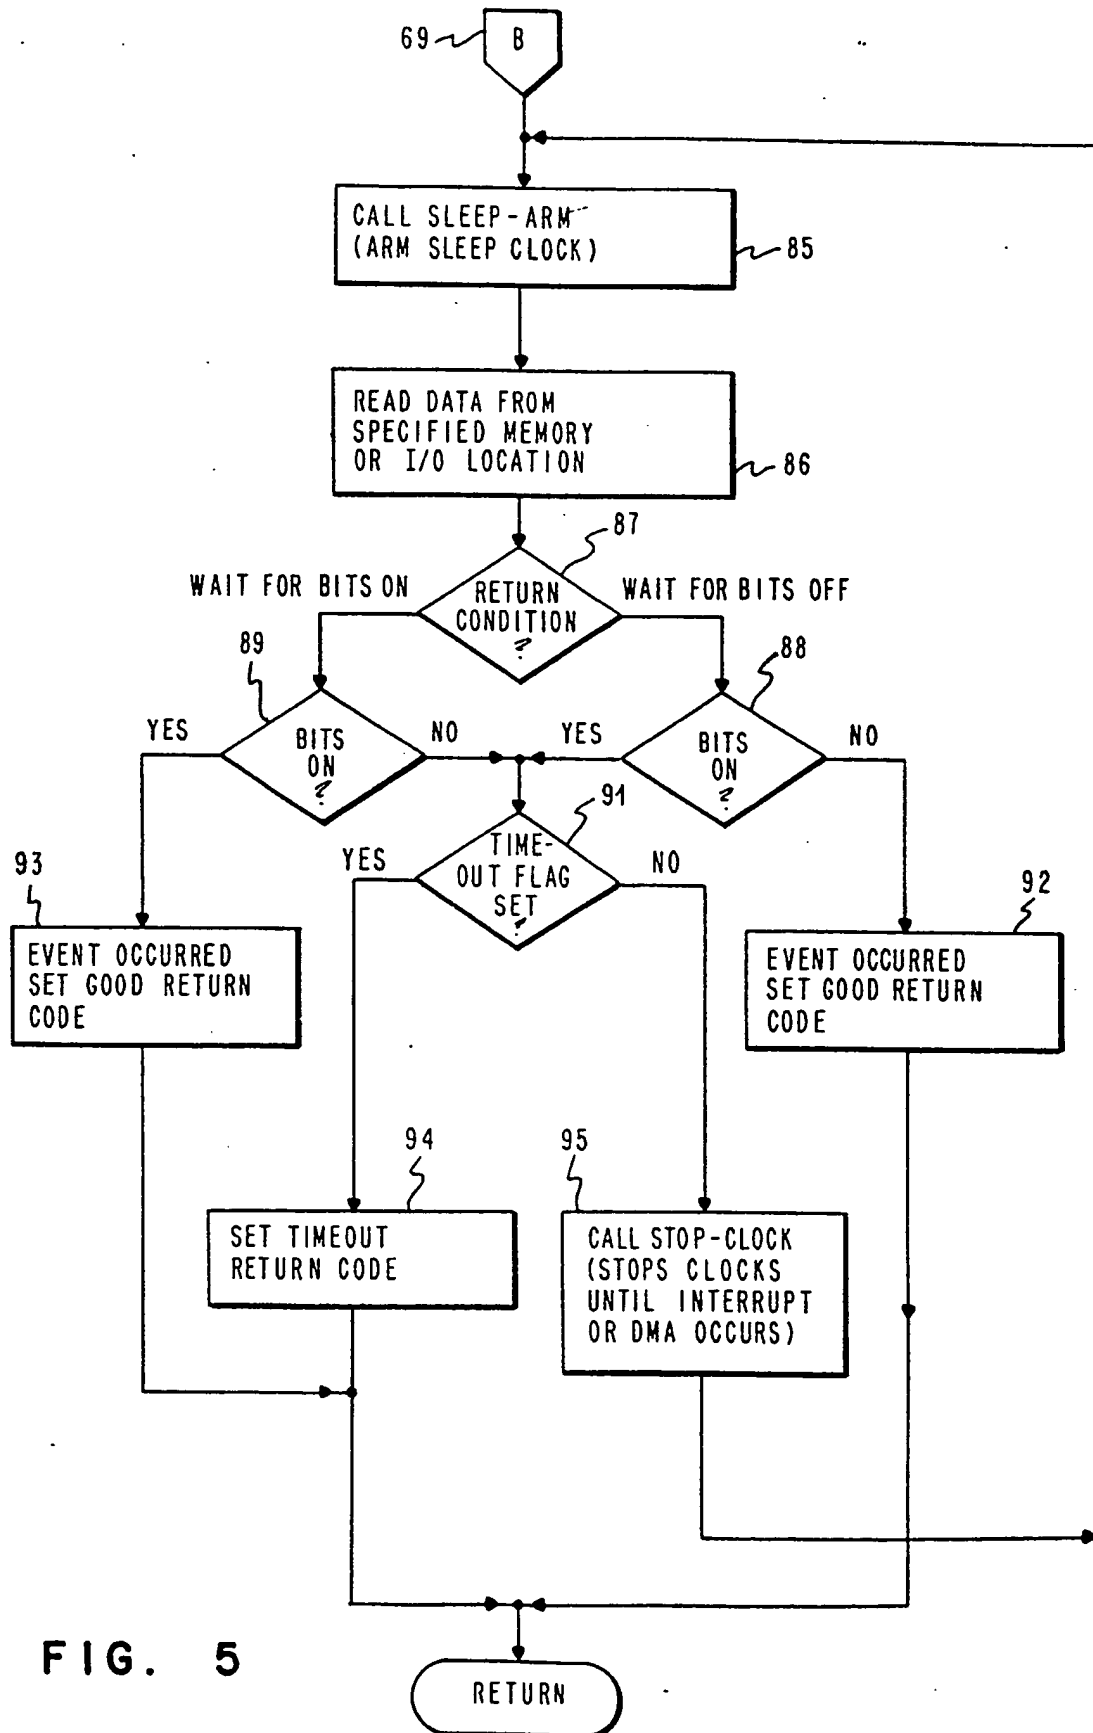 69
B
CALL SLEEP-ARM
(ARM SLEEP CLOCK)
85
READ DATA FROM
SPECIFIED MEMORY
OR I/O LOCATION
86
87
WAIT FOR BITS ON
RETURN
CONDITION
?
WAIT FOR BITS OFF
89
88
YES
BITS
ON
?
NO
YES
BITS
ON
?
NO
91
YES
TIME-
OUT FLAG
SET
?
NO
93
EVENT OCCURRED
SET GOOD RETURN
CODE
92
EVENT OCCURRED
SET GOOD RETURN
CODE
94
SET TIMEOUT
RETURN CODE
95
CALL STOP-CLOCK
(STOPS CLOCKS
UNTIL INTERRUPT
OR DMA OCCURS)
FIG. 5
RETURN